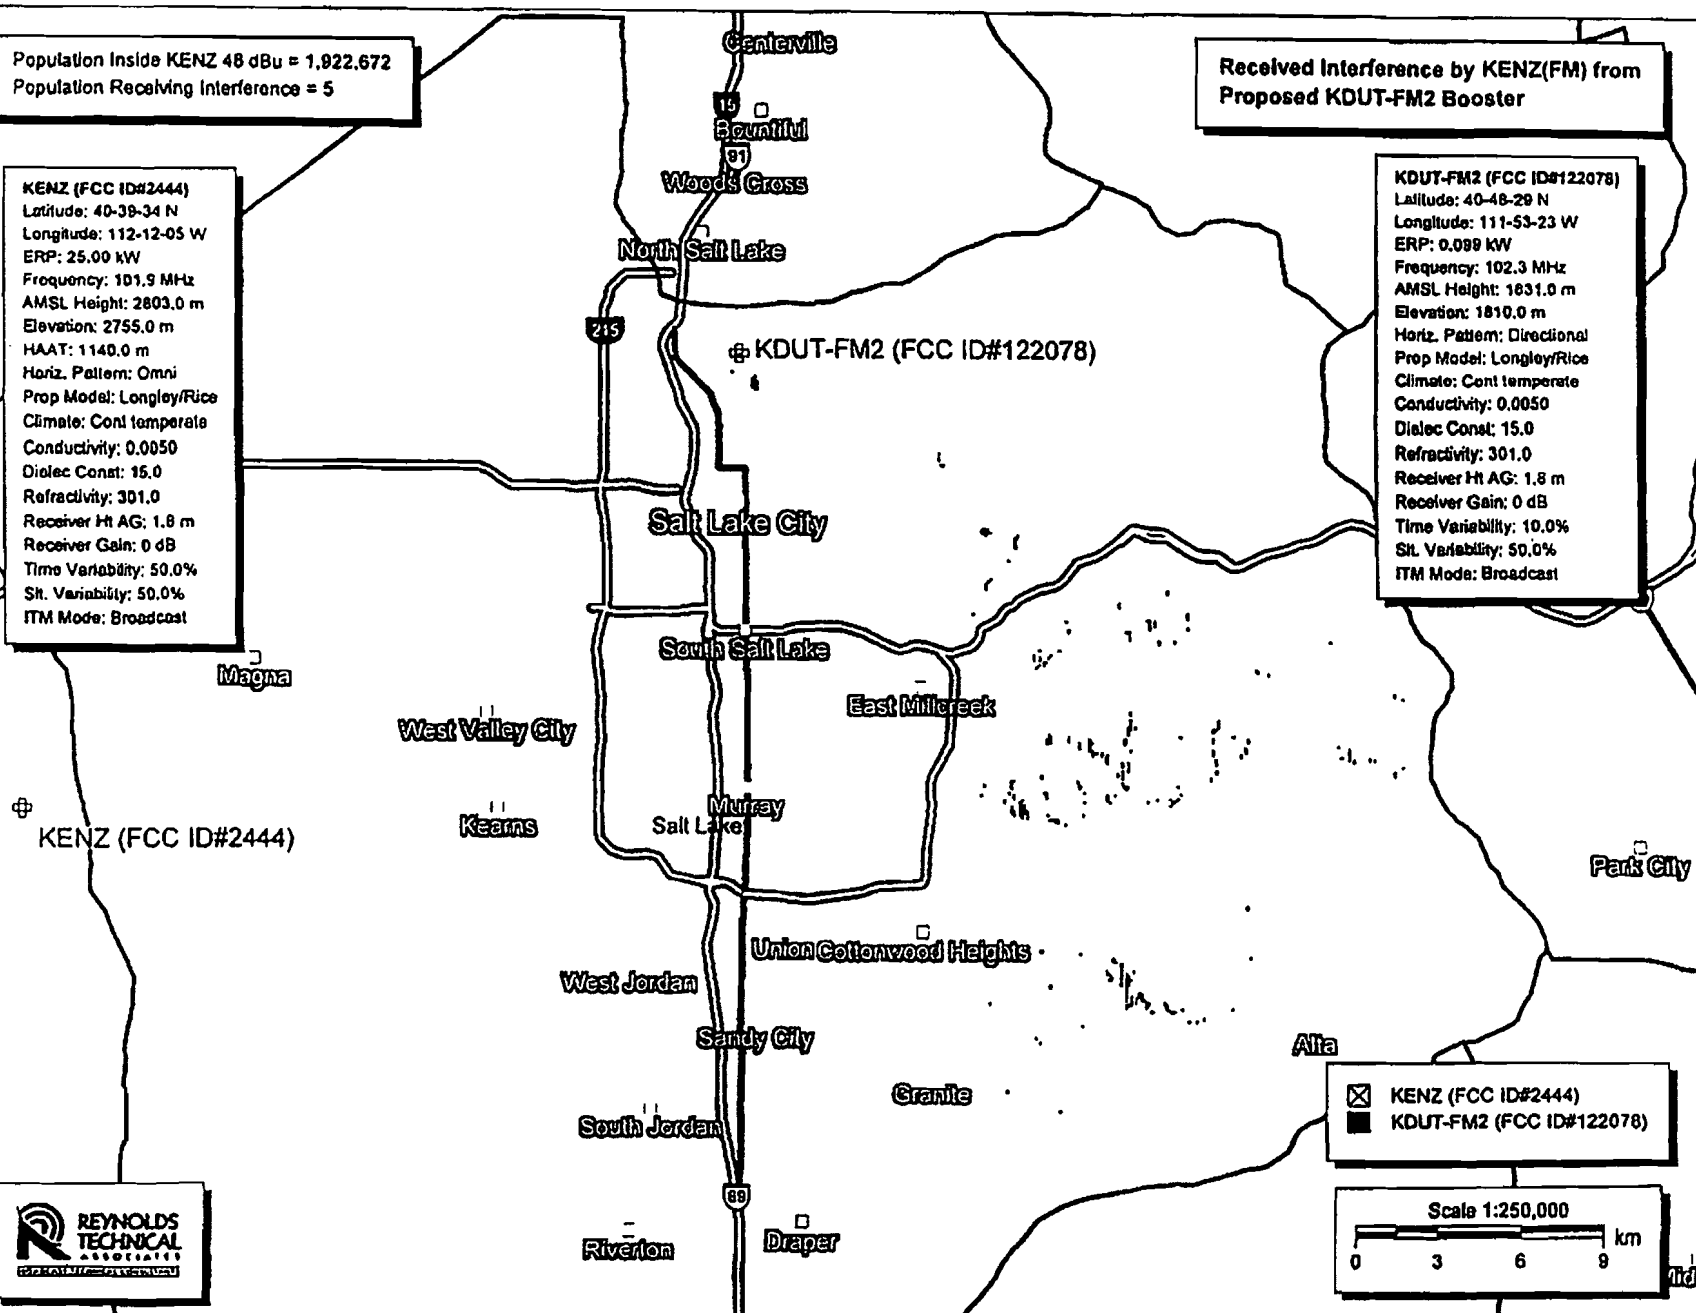 Population Inside KENZ 48 dBu = 1,922,672
Population Receiving Interference = 5
Received Interference by KENZ(FM) from
Proposed KDUT-FM2 Booster
KENZ (FCC ID#2444)
Latitude: 40-39-34 N
Longitude: 112-12-05 W
ERP: 25.00 kW
Frequency: 101.9 MHz
AMSL Height: 2803.0 m
Elevation: 2755.0 m
HAAT: 1140.0 m
Horiz. Pattern: Omni
Prop Model: Longley/Rice
Climate: Cont temperate
Conductivity: 0.0050
Dielec Const: 15.0
Refractivity: 301.0
Receiver Ht AG: 1.8 m
Receiver Gain: 0 dB
Time Variability: 50.0%
Sit. Variability: 50.0%
ITM Mode: Broadcast
KDUT-FM2 (FCC ID#122078)
Latitude: 40-48-29 N
Longitude: 111-53-23 W
ERP: 0.099 kW
Frequency: 102.3 MHz
AMSL Height: 1831.0 m
Elevation: 1810.0 m
Horiz. Pattern: Directional
Prop Model: Longley/Rice
Climate: Cont temperate
Conductivity: 0.0050
Dielec Const: 15.0
Refractivity: 301.0
Receiver Ht AG: 1.8 m
Receiver Gain: 0 dB
Time Variability: 10.0%
Sit. Variability: 50.0%
ITM Mode: Broadcast
Centerville
15
Bountiful
91
Woods Cross
North Salt Lake
215
KDUT-FM2 (FCC ID#122078)
Salt Lake City
South Salt Lake
Magna
East Millcreek
West Valley City
Murray
Kearns
Salt Lake
KENZ (FCC ID#2444)
Park City
Union
Cottonwood Heights
West Jordan
Sandy City
Alta
Granite
South Jordan
89
Riverton
Draper
KENZ (FCC ID#2444)
KDUT-FM2 (FCC ID#122078)
Scale 1:250,000
km
0 3 6 9
Mid
REYNOLDS
TECHNICAL
ASSOCIATES